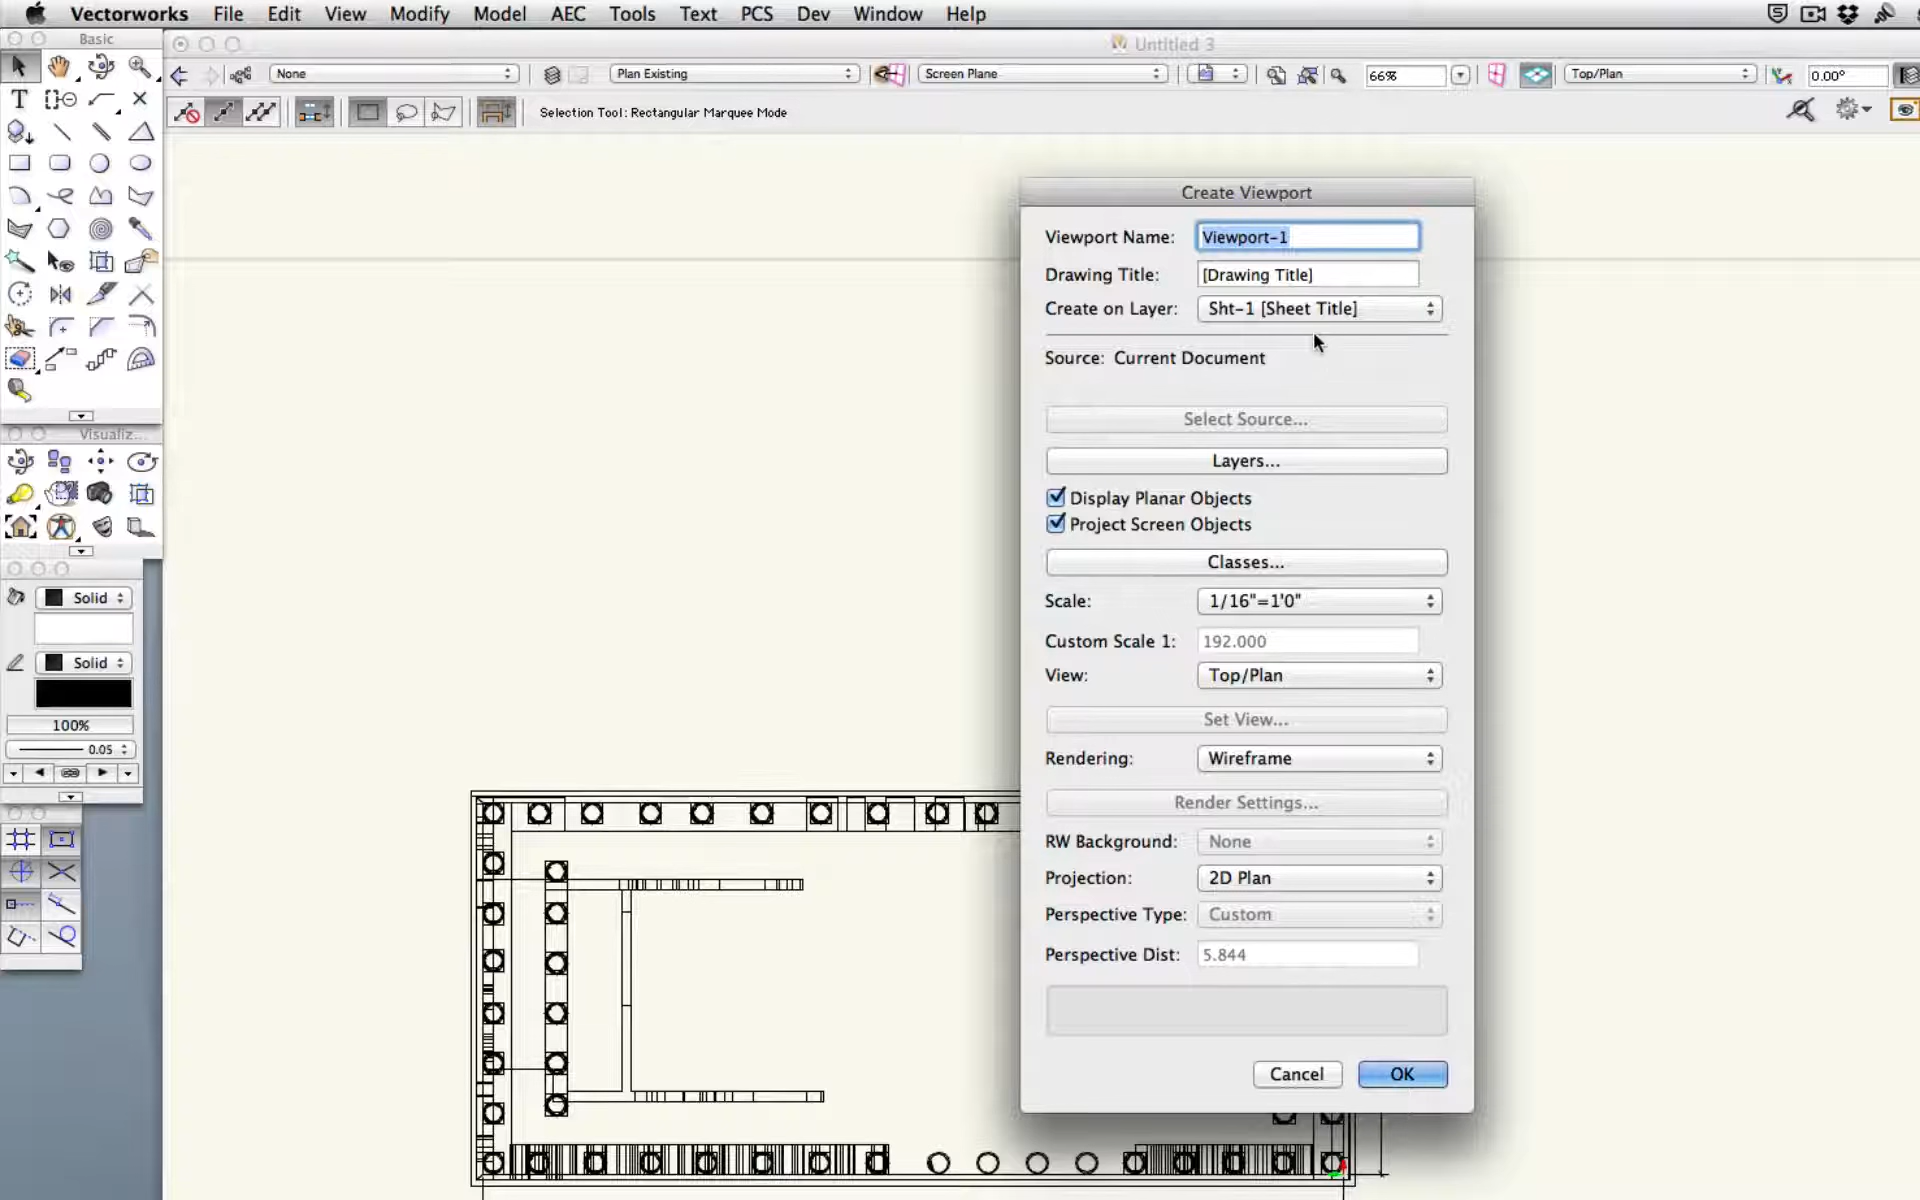 Vectorworks File Edit View Modify Model AEC Tools Text PCS Dev Window Help
Basic
Untitled 3
None Plan Existing Screen Plane 66% Top/Plan 0.00°
Selection Tool: Rectangular Marquee Mode
Create Viewport
Viewport Name: Viewport-1
Drawing Title: [Drawing Title]
Create on Layer: Sht-1 [Sheet Title]
Source: Current Document
Select Source...
Layers...
Display Planar Objects
Project Screen Objects
Classes...
Scale: 1/16"=1'0"
Custom Scale 1: 192.000
View: Top/Plan
Set View...
Rendering: Wireframe
Render Settings...
RW Background: None
Projection: 2D Plan
Perspective Type: Custom
Perspective Dist: 5.844
Cancel OK
Visualiz...
Solid
Solid
100%
0.05